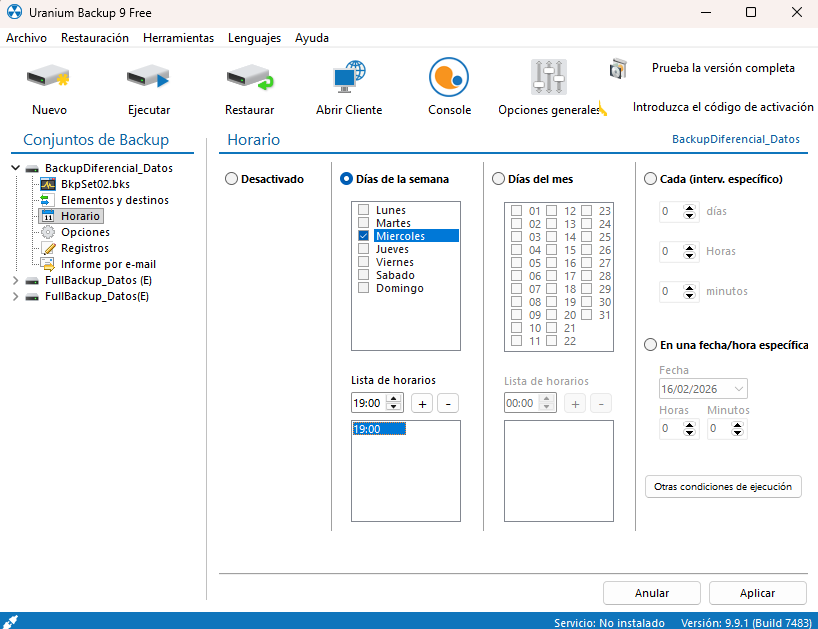 Uranium Backup 9 Free
Archivo Restauración Herramientas Lenguajes Ayuda
Nuevo
Ejecutar
Restaurar
Abrir Cliente
Console
Opciones generales
Prueba la versión completa
Introduzca el código de activación
Conjuntos de Backup
BackupDiferencial_Datos
BkpSet02.bks
Elementos y destinos
11 Horario
Opciones
Registros
Informe por e-mail
FullBackup_Datos (E)
FullBackup_Datos(E)
Horario
BackupDiferencial_Datos
Desactivado
Días de la semana
Lunes
Martes
Miercoles
Jueves
Viernes
Sabado
Domingo
Lista de horarios
19:00 + -
19:00
Días del mes
01 12 23
02 13 24
03 14 25
04 15 26
05 16 27
06 17 28
07 18 29
08 19 30
09 20 31
10 21
11 22
Lista de horarios
00:00 + -
Cada (interv. específico)
0 días
0 Horas
0 minutos
En una fecha/hora específica
Fecha
16/02/2026
Horas Minutos
0 0
Otras condiciones de ejecución
Anular
Aplicar
Servicio: No instalado Versión: 9.9.1 (Build 7483)